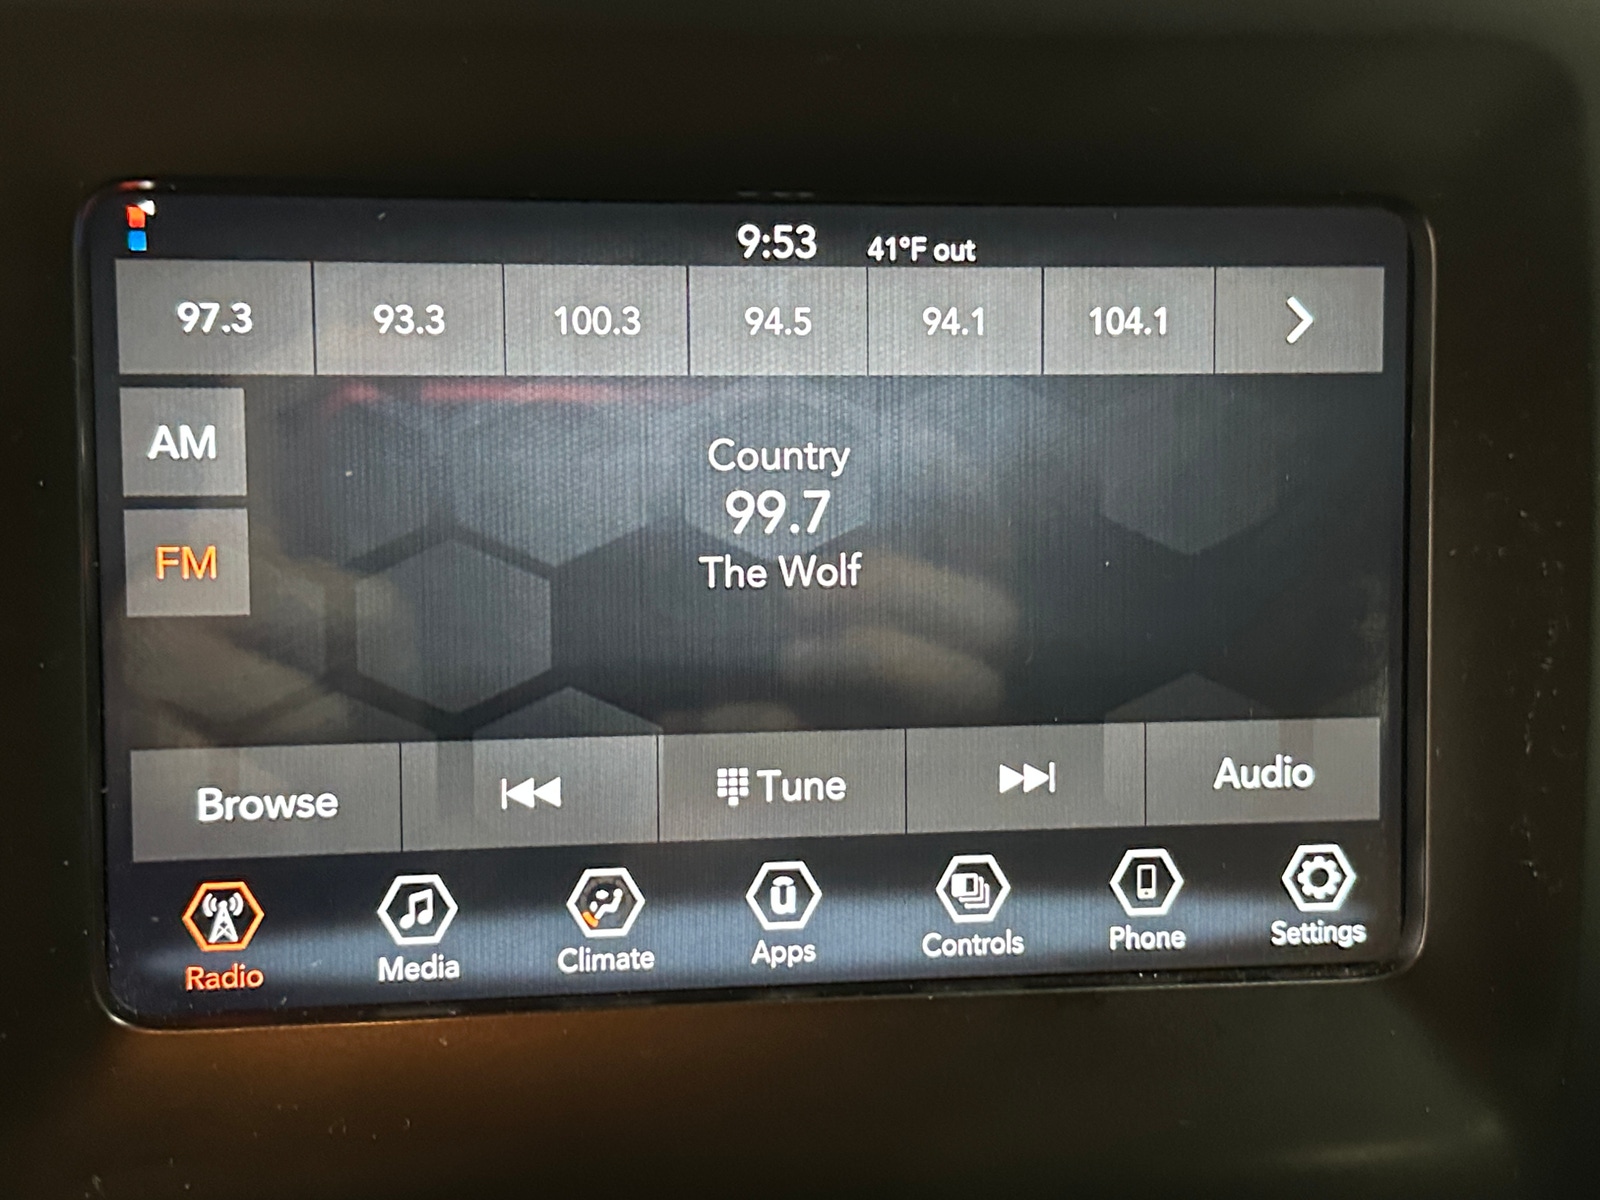 9:53 41°F out
97.3 93.3 100.3 94.5 94.1 104.1
AM
Country
99.7
FM
The Wolf
Browse Tune Audio
Radio Media Climate Apps Controls Phone Settings